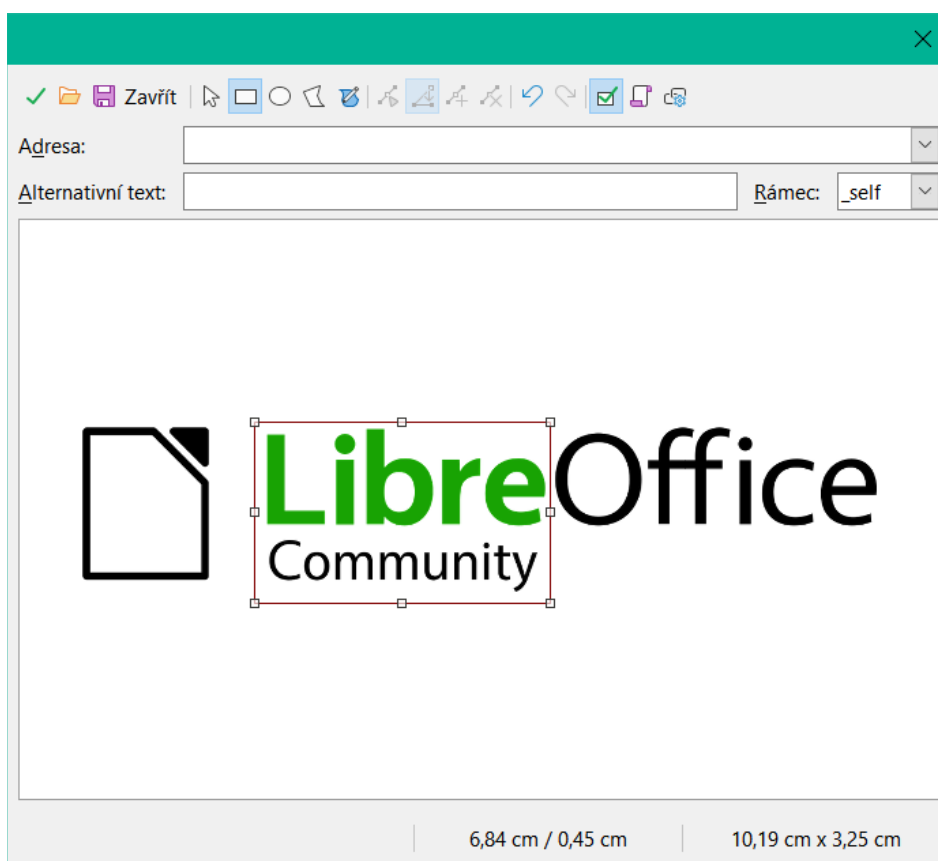 Zavřít
Adresa:
Alternativní text:
Rámec: _self
LibreOffice
Community
6,84 cm / 0,45 cm 10,19 cm x 3,25 cm